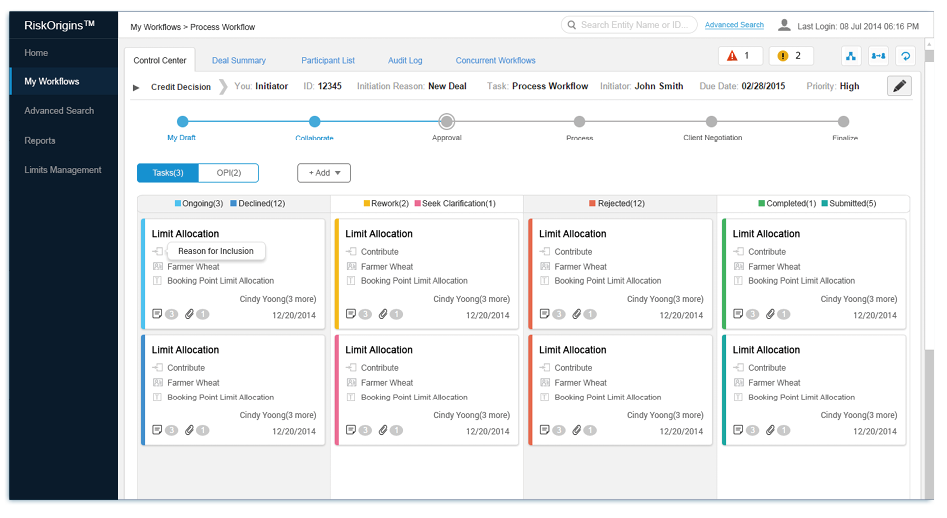 RiskOrigins™
My Workflows > Process Workflow
Search Entity Name or ID...
Advanced Search
Last Login: 08 Jul 2014 06:16 PM
Home
My Workflows
Advanced Search
Reports
Limits Management
Control Center
Deal Summary
Participant List
Audit Log
Concurrent Workflows
1
2
Credit Decision
You: Initiator
ID: 12345
Initiation Reason: New Deal
Task: Process Workflow
Initiator: John Smith
Due Date: 02/28/2015
Priority: High
My Draft
Collaborate
Approval
Process
Client Negotiation
Finalize
Tasks(3)
OPI(2)
+ Add
Ongoing(3) Declined(12)
Rework(2) Seek Clarification(1)
Rejected(12)
Completed(1) Submitted(5)
Limit Allocation
Reason for Inclusion
Farmer Wheat
Booking Point Limit Allocation
Cindy Yoong(3 more)
3 1 12/20/2014
Limit Allocation
Contribute
Farmer Wheat
Booking Point Limit Allocation
Cindy Yoong(3 more)
3 1 12/20/2014
Limit Allocation
Contribute
Farmer Wheat
Booking Point Limit Allocation
Cindy Yoong(3 more)
3 1 12/20/2014
Limit Allocation
Contribute
Farmer Wheat
Booking Point Limit Allocation
Cindy Yoong(3 more)
3 1 12/20/2014
Limit Allocation
Contribute
Farmer Wheat
Booking Point Limit Allocation
Cindy Yoong(3 more)
3 1 12/20/2014
Limit Allocation
Contribute
Farmer Wheat
Booking Point Limit Allocation
Cindy Yoong(3 more)
3 1 12/20/2014
Limit Allocation
Contribute
Farmer Wheat
Booking Point Limit Allocation
Cindy Yoong(3 more)
3 1 12/20/2014
Limit Allocation
Contribute
Farmer Wheat
Booking Point Limit Allocation
Cindy Yoong(3 more)
3 1 12/20/2014